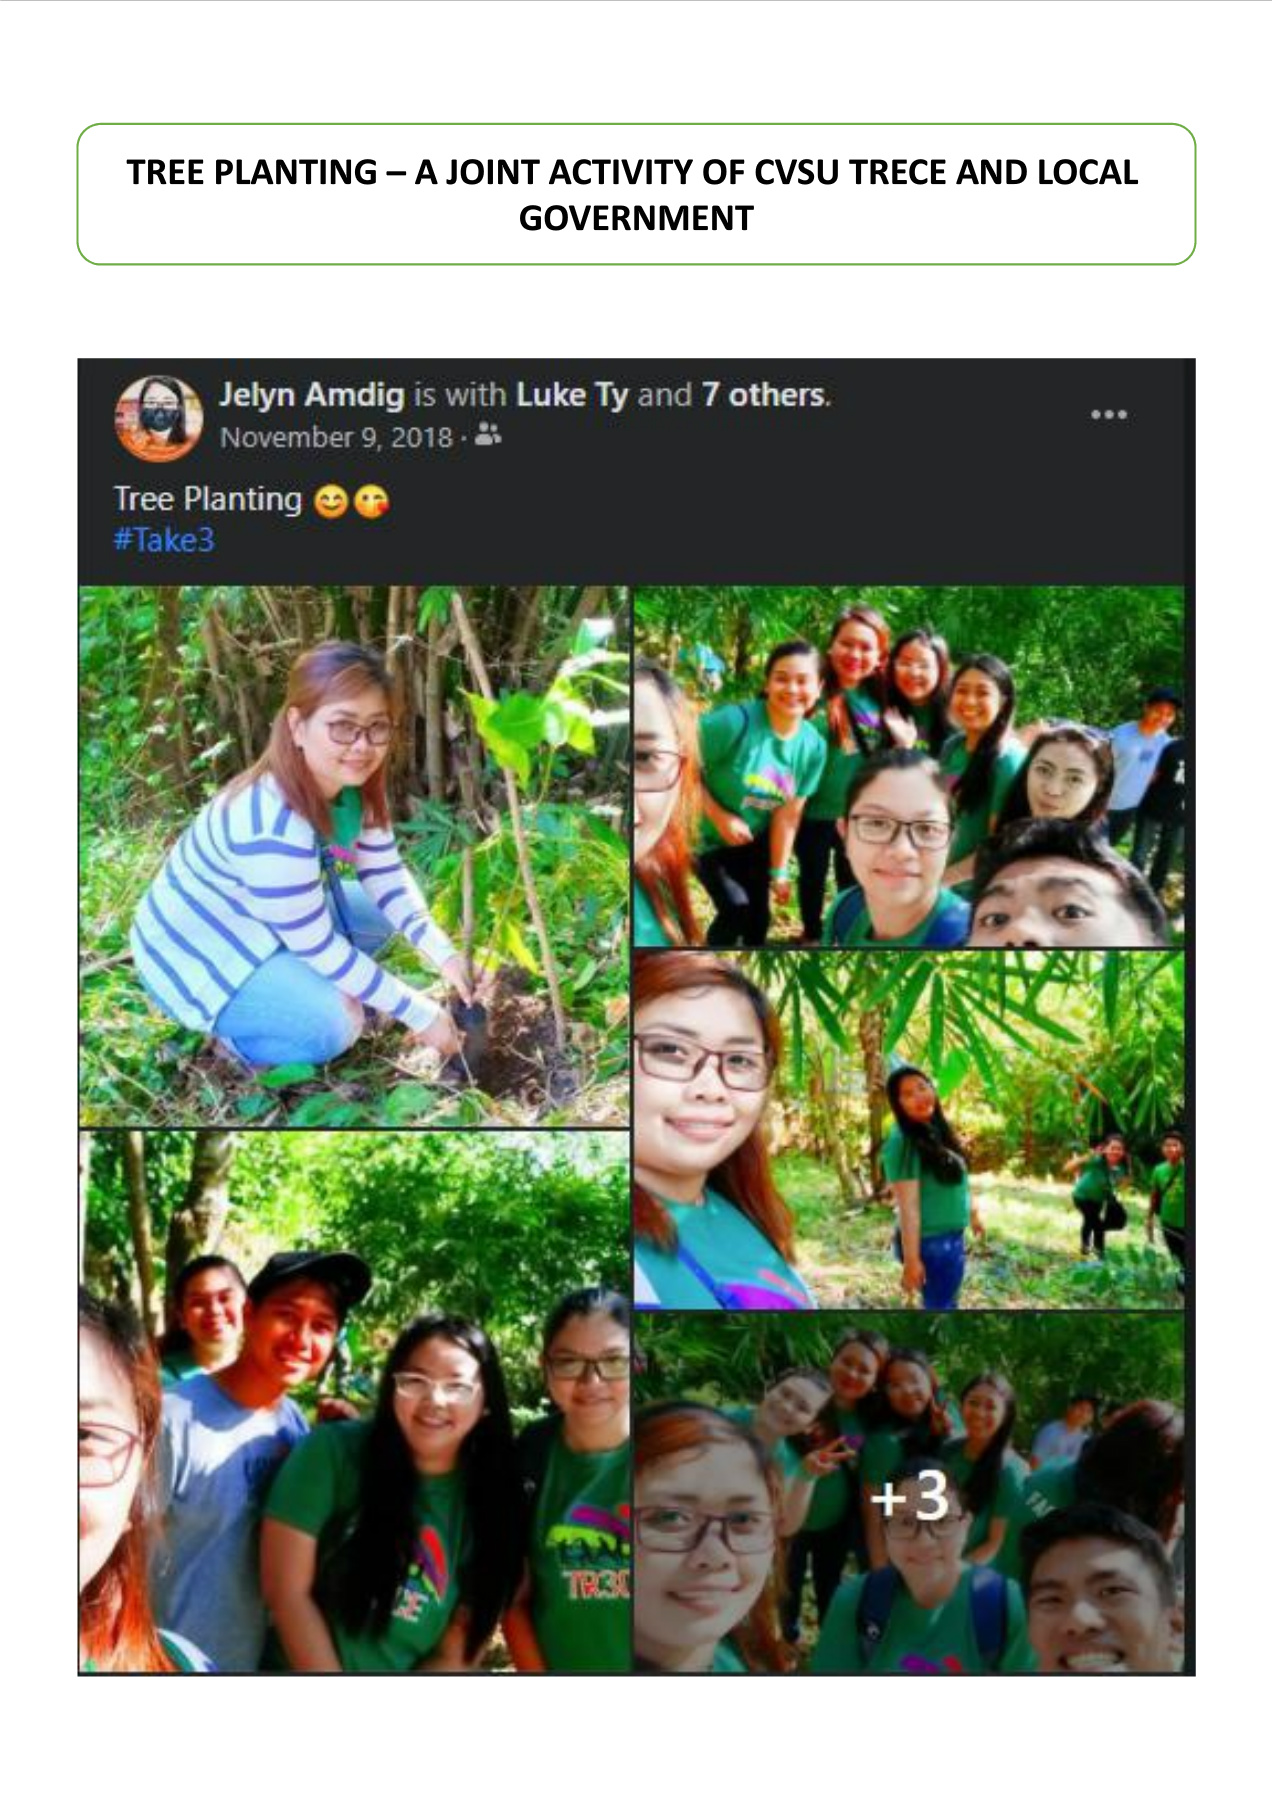 TREE PLANTING – A JOINT ACTIVITY OF CVSU TRECE AND LOCAL
GOVERNMENT
Jelyn Amdig is with Luke Ty and 7 others.
November 9, 2018 ·
Tree Planting 😊😘
#Take3
+3